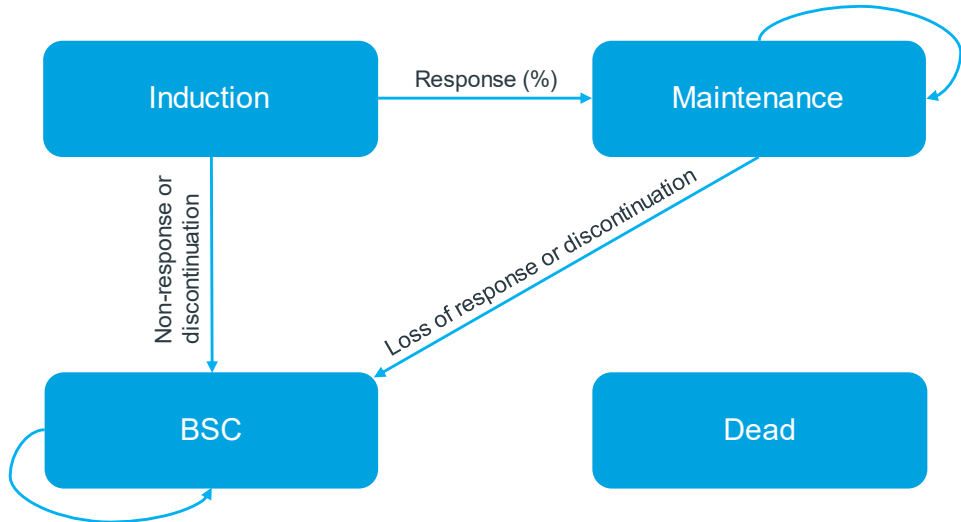 Induction
Response (%)
Maintenance
Non-response or
discontinuation
Loss of response or discontinuation
BSC
Dead